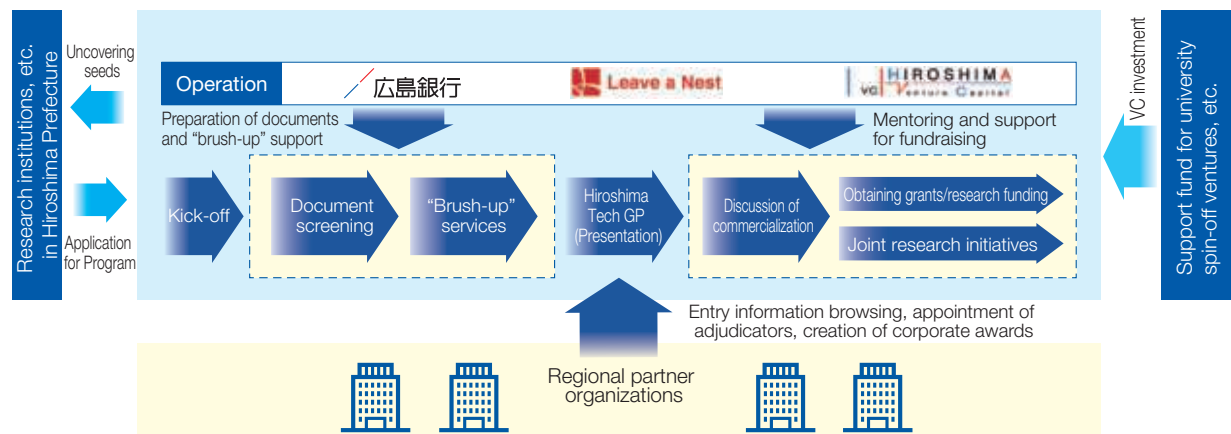 Research institutions, etc.
in Hiroshima Prefecture
Uncovering
seeds
Application
for Program
Operation
広島銀行
Leave a Nest
HIROSHIMA
VC Venture Capital
Preparation of documents
and “brush-up” support
Mentoring and support
for fundraising
Kick-off
Document
screening
“Brush-up”
services
Hiroshima
Tech GP
(Presentation)
Discussion of
commercialization
Obtaining grants/research funding
Joint research initiatives
Entry information browsing, appointment of
adjudicators, creation of corporate awards
Regional partner
organizations
VC investment
Support fund for university
spin-off ventures, etc.